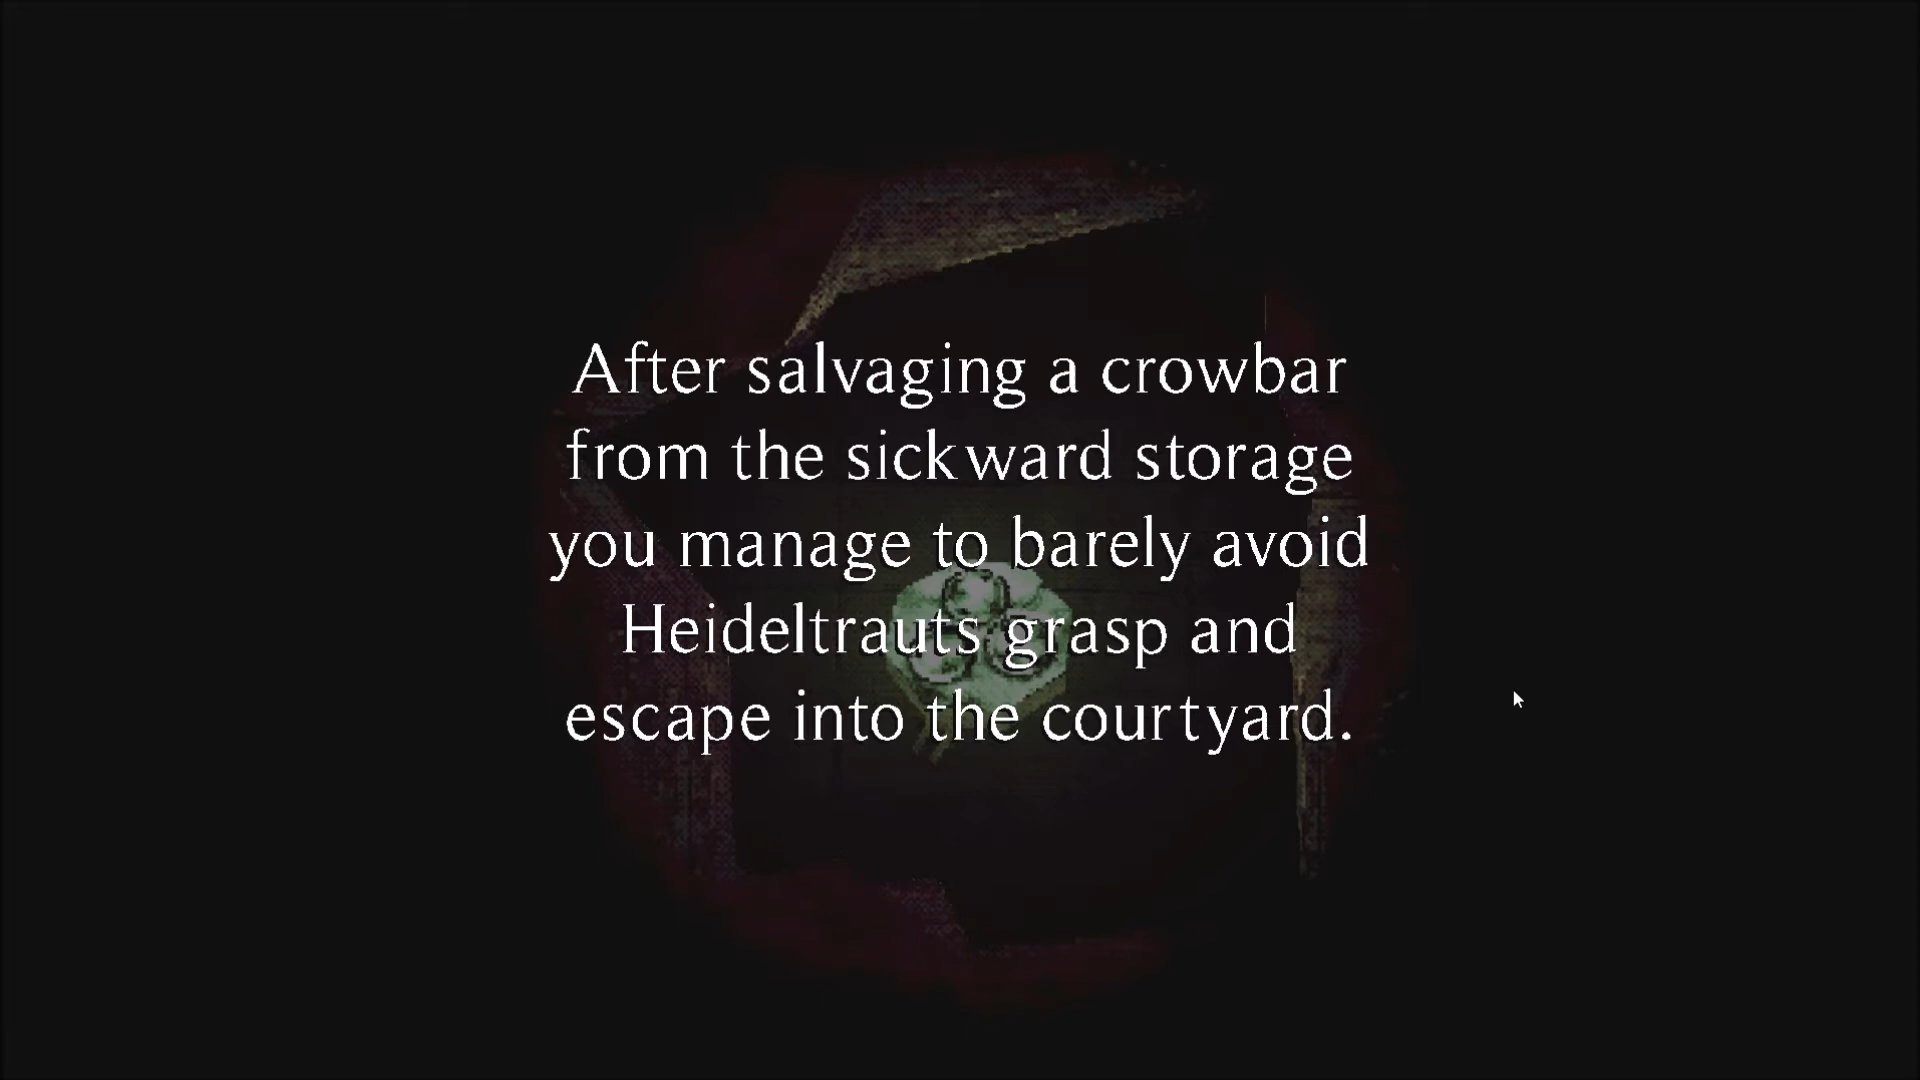 After salvaging a crowbar
from the sickward storage
you manage to barely avoid
Heideltrauts grasp and
escape into the courtyard.